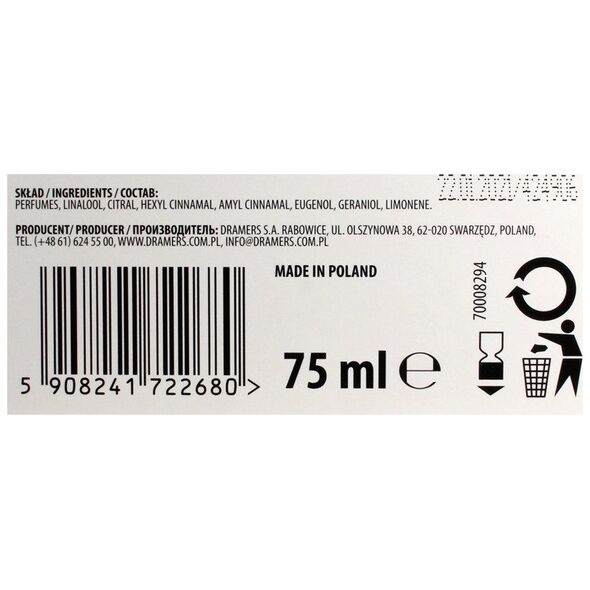 SKŁAD / INGREDIENTS / СОСТАВ:
PERFUMES, LINALOOL, CITRAL, HEXYL CINNAMAL, AMYL CINNAMAL, EUGENOL, GERANIOL, LIMONENE.
PRODUCENT/ PRODUCER / ПРОИЗВОДИТЕЛЬ: DRAMERS S.A. RABOWICE, UL. OLSZYNOWA 38, 62-020 SWARZĘDZ, POLAND,
TEL. (+48 61) 624 55 00, WWW.DRAMERS.COM.PL, INFO@DRAMERS.COM.PL
MADE IN POLAND
70008294
75 ml ℮
5 908241 722680 >